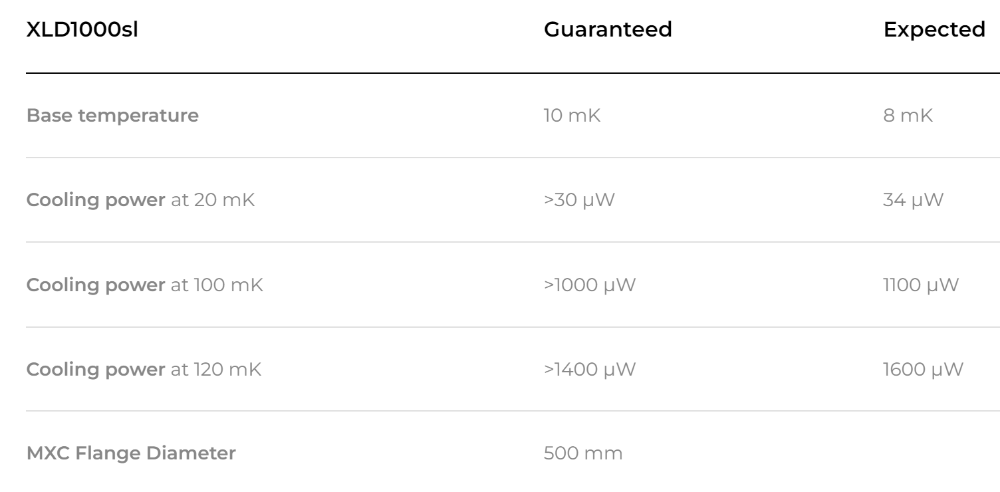 XLD1000sl Guaranteed Expected
Base temperature 10 mK 8 mK
Cooling power at 20 mK >30 µW 34 µW
Cooling power at 100 mK >1000 µW 1100 µW
Cooling power at 120 mK >1400 µW 1600 µW
MXC Flange Diameter 500 mm